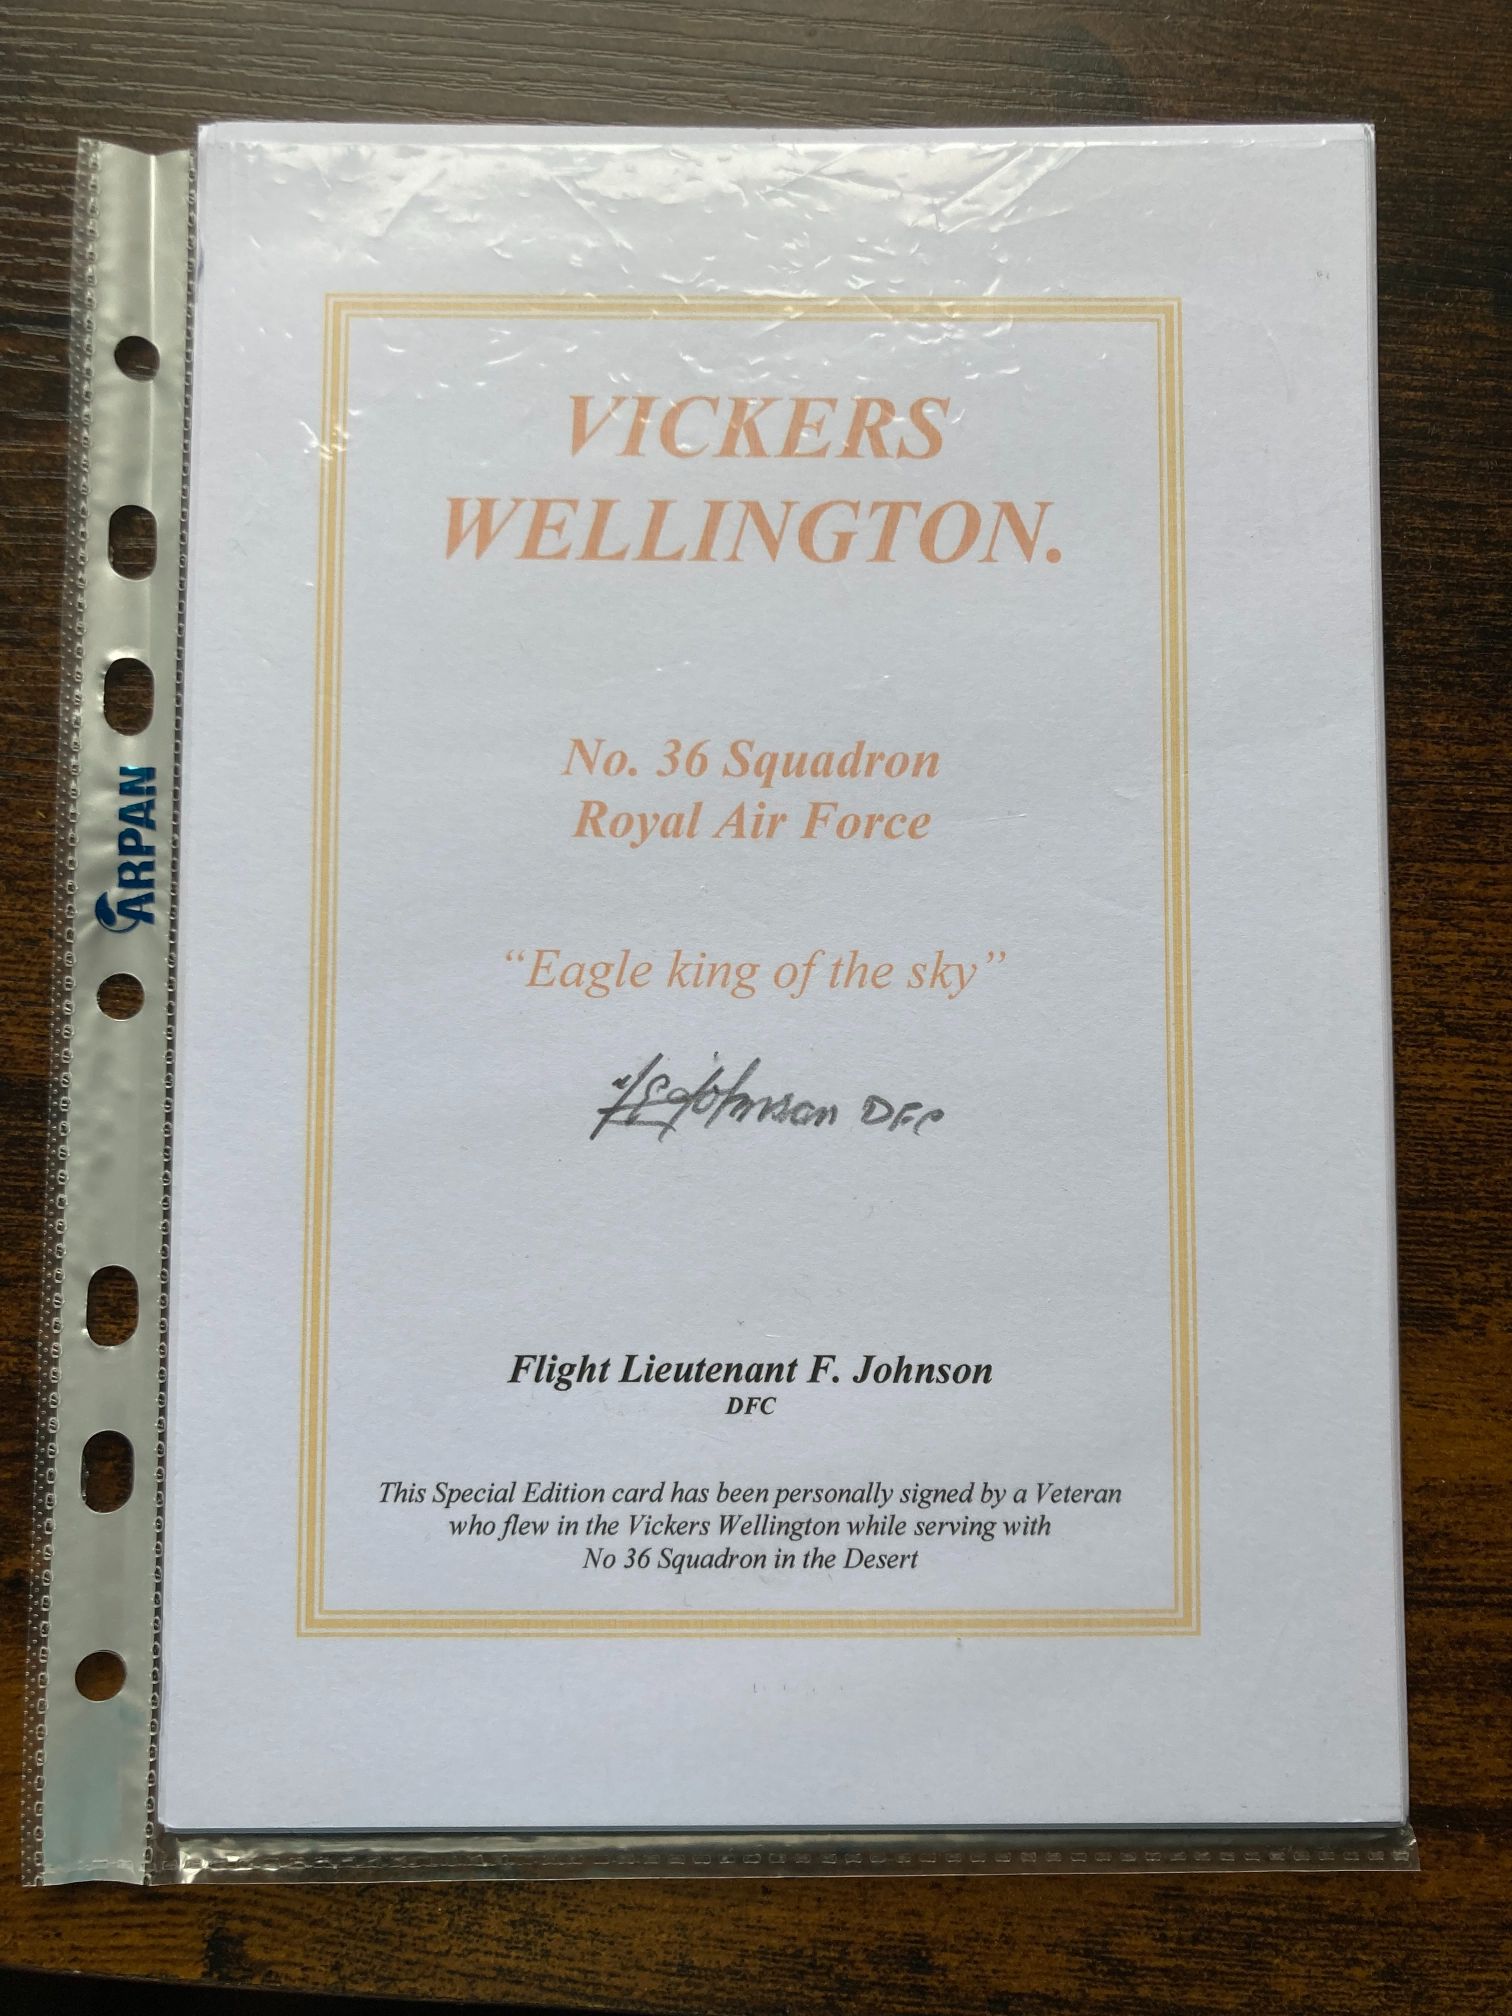 VICKERS
WELLINGTON.
No. 36 Squadron
Royal Air Force
“Eagle king of the sky”
Johnson DFC
Flight Lieutenant F. Johnson
DFC
This Special Edition card has been personally signed by a Veteran
who flew in the Vickers Wellington while serving with
No 36 Squadron in the Desert
ARPAN